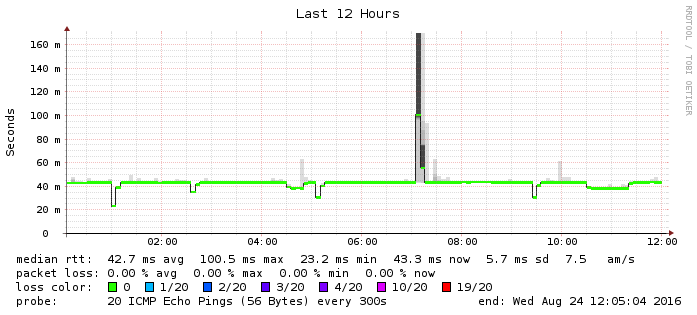 Last 12 Hours
RRDTOOL / TOBI OETIKER
Seconds
160 m
140 m
120 m
100 m
80 m
60 m
40 m
20 m
0
02:00 04:00 06:00 08:00 10:00 12:00
median rtt: 42.7 ms avg 100.5 ms max 23.2 ms min 43.3 ms now 5.7 ms sd 7.5 am/s
packet loss: 0.00 % avg 0.00 % max 0.00 % min 0.00 % now
loss color: 0 1/20 2/20 3/20 4/20 10/20 19/20
probe: 20 ICMP Echo Pings (56 Bytes) every 300s end: Wed Aug 24 12:05:04 2016